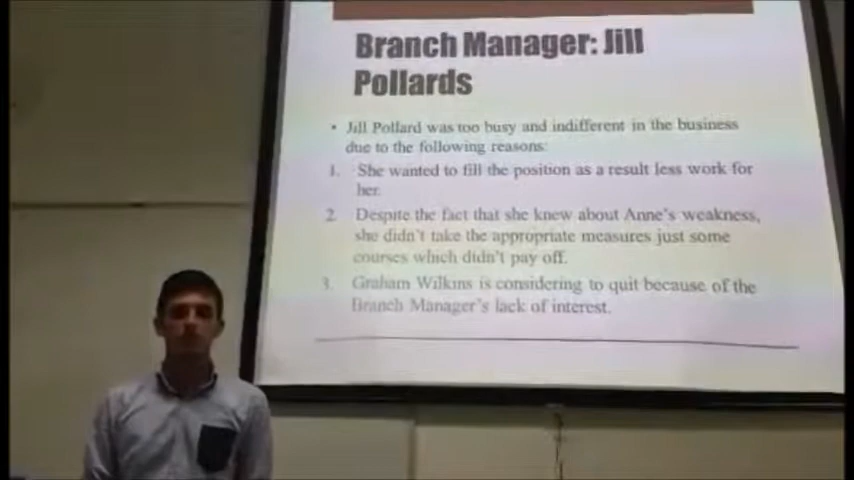 Branch Manager: Jill
Pollards
• Jill Pollard was too busy and indifferent in the business
due to the following reasons:
1. She wanted to fill the position as a result less work for
her.
2. Despite the fact that she knew about Anne's weakness,
she didn't take the appropriate measures just some
courses which didn't pay off.
3. Graham Wilkins is considering to quit because of the
Branch Manager's lack of interest.